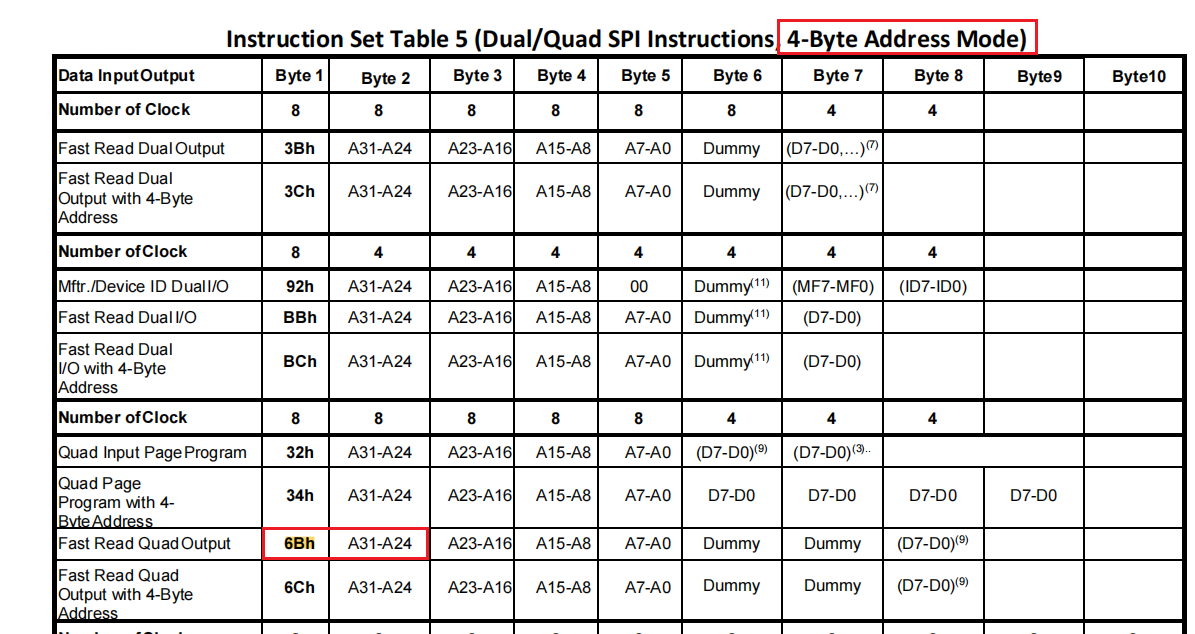 Instruction Set Table 5 (Dual/Quad SPI Instructions, 4-Byte Address Mode)
Data Input Output Byte 1 Byte 2 Byte 3 Byte 4 Byte 5 Byte 6 Byte 7 Byte 8 Byte9 Byte10
Number of Clock 8 8 8 8 8 8 4 4
Fast Read Dual Output 3Bh A31-A24 A23-A16 A15-A8 A7-A0 Dummy (D7-D0,…)(7)
Fast Read Dual
Output with 4-Byte
Address
3Ch A31-A24 A23-A16 A15-A8 A7-A0 Dummy (D7-D0,…)(7)
Number of Clock 8 4 4 4 4 4 4 4
Mftr./Device ID Dual I/O 92h A31-A24 A23-A16 A15-A8 00 Dummy(11) (MF7-MF0) (ID7-ID0)
Fast Read Dual I/O BBh A31-A24 A23-A16 A15-A8 A7-A0 Dummy(11) (D7-D0)
Fast Read Dual
I/O with 4-Byte
Address
BCh A31-A24 A23-A16 A15-A8 A7-A0 Dummy(11) (D7-D0)
Number of Clock 8 8 8 8 8 4 4 4
Quad Input Page Program 32h A31-A24 A23-A16 A15-A8 A7-A0 (D7-D0)(9) (D7-D0)(3)..
Quad Page
Program with 4-
Byte Address
34h A31-A24 A23-A16 A15-A8 A7-A0 D7-D0 D7-D0 D7-D0 D7-D0
Fast Read Quad Output 6Bh A31-A24 A23-A16 A15-A8 A7-A0 Dummy Dummy (D7-D0)(9)
Fast Read Quad
Output with 4-Byte
Address
6Ch A31-A24 A23-A16 A15-A8 A7-A0 Dummy Dummy (D7-D0)(9)